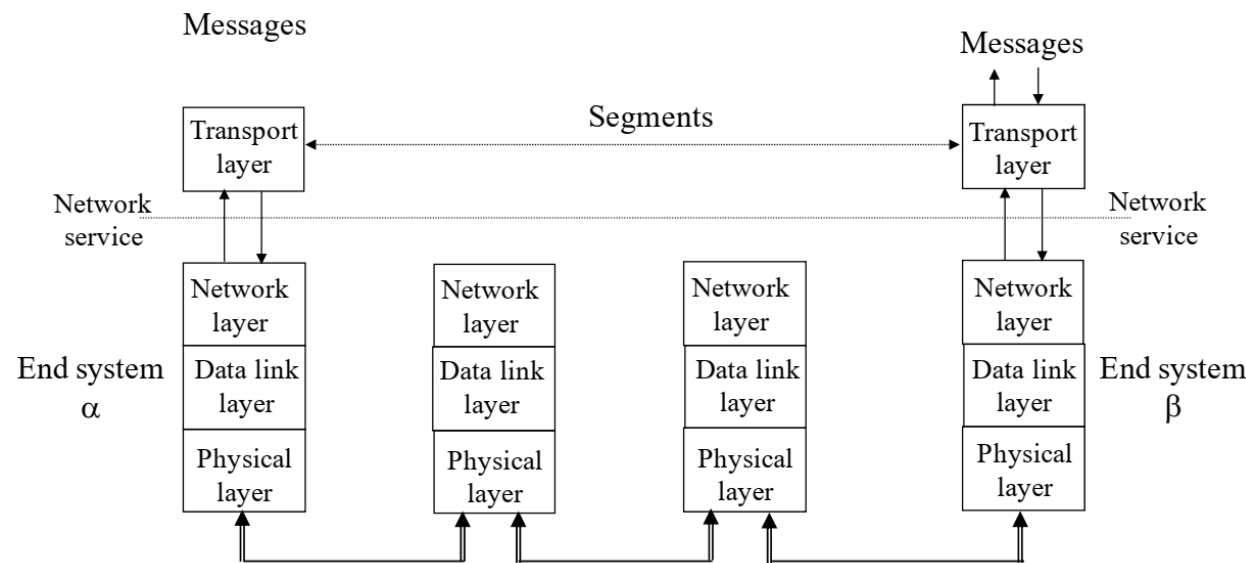 Messages
Messages
Transport
layer
Segments
Transport
layer
Network
service
Network
service
Network
layer
Network
layer
Network
layer
Network
layer
End system
α
Data link
layer
Data link
layer
Data link
layer
Data link
layer
End system
β
Physical
layer
Physical
layer
Physical
layer
Physical
layer